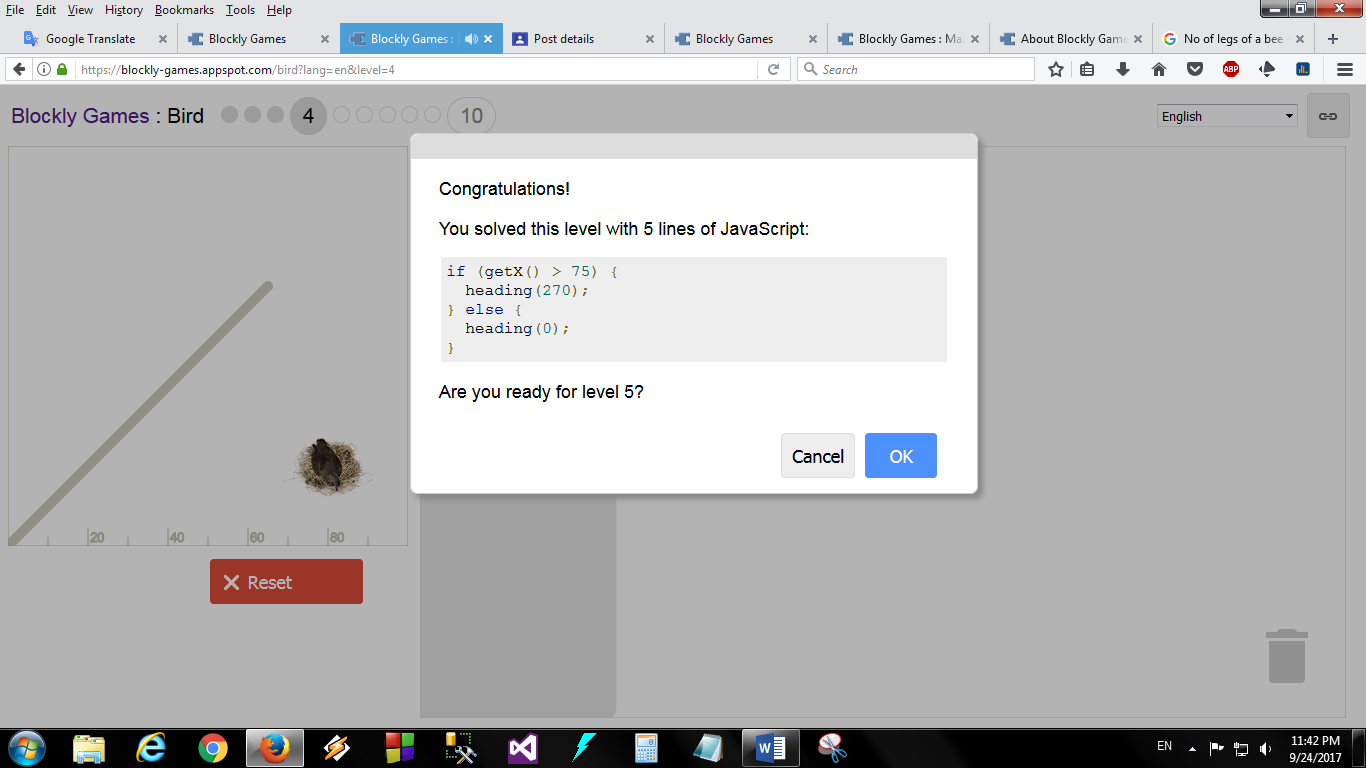 File Edit View History Bookmarks Tools Help
Google Translate
Blockly Games
Blockly Games :
Post details
Blockly Games
Blockly Games : Ma
About Blockly Game
No of legs of a bee -
https://blockly-games.appspot.com/bird?lang=en&level=4
Search
ABP
Blockly Games : Bird 4 10
English
Congratulations!
You solved this level with 5 lines of JavaScript:
if (getX() > 75) {
heading(270);
} else {
heading(0);
}
Are you ready for level 5?
Cancel OK
20 40 60 80
Reset
EN
11:42 PM
9/24/2017